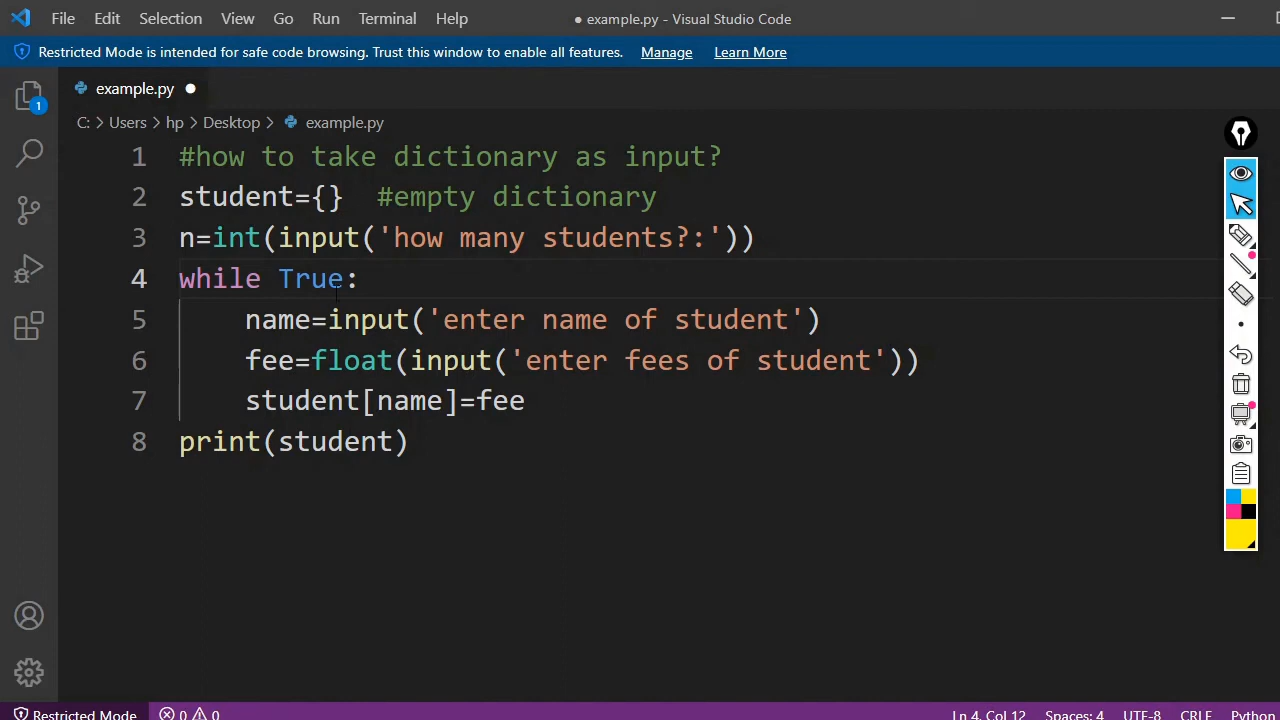 File Edit Selection View Go Run Terminal Help ● example.py - Visual Studio Code
Restricted Mode is intended for safe code browsing. Trust this window to enable all features. Manage Learn More
example.py ●
C: > Users > hp > Desktop > example.py
1 #how to take dictionary as input?
2 student={}  #empty dictionary
3 n=int(input('how many students?:'))
4 while True:
5     name=input('enter name of student')
6     fee=float(input('enter fees of student'))
7     student[name]=fee
8 print(student)
1
Restricted Mode 0 0 Ln 4, Col 12 Spaces: 4 UTF-8 CRLF Python